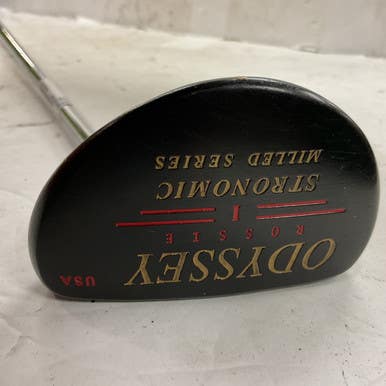 ODYSSEY
ROSSIE
I
STRONOMIC
MILLED SERIES
USA